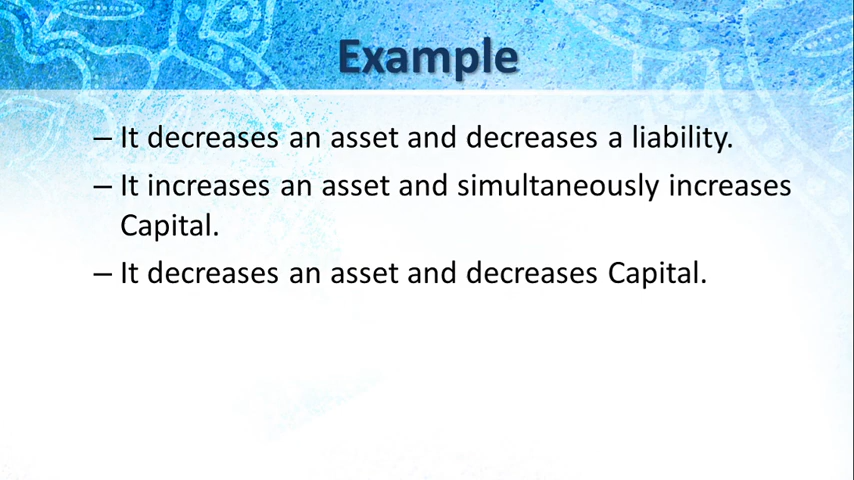 Example
– It decreases an asset and decreases a liability.
– It increases an asset and simultaneously increases
Capital.
– It decreases an asset and decreases Capital.